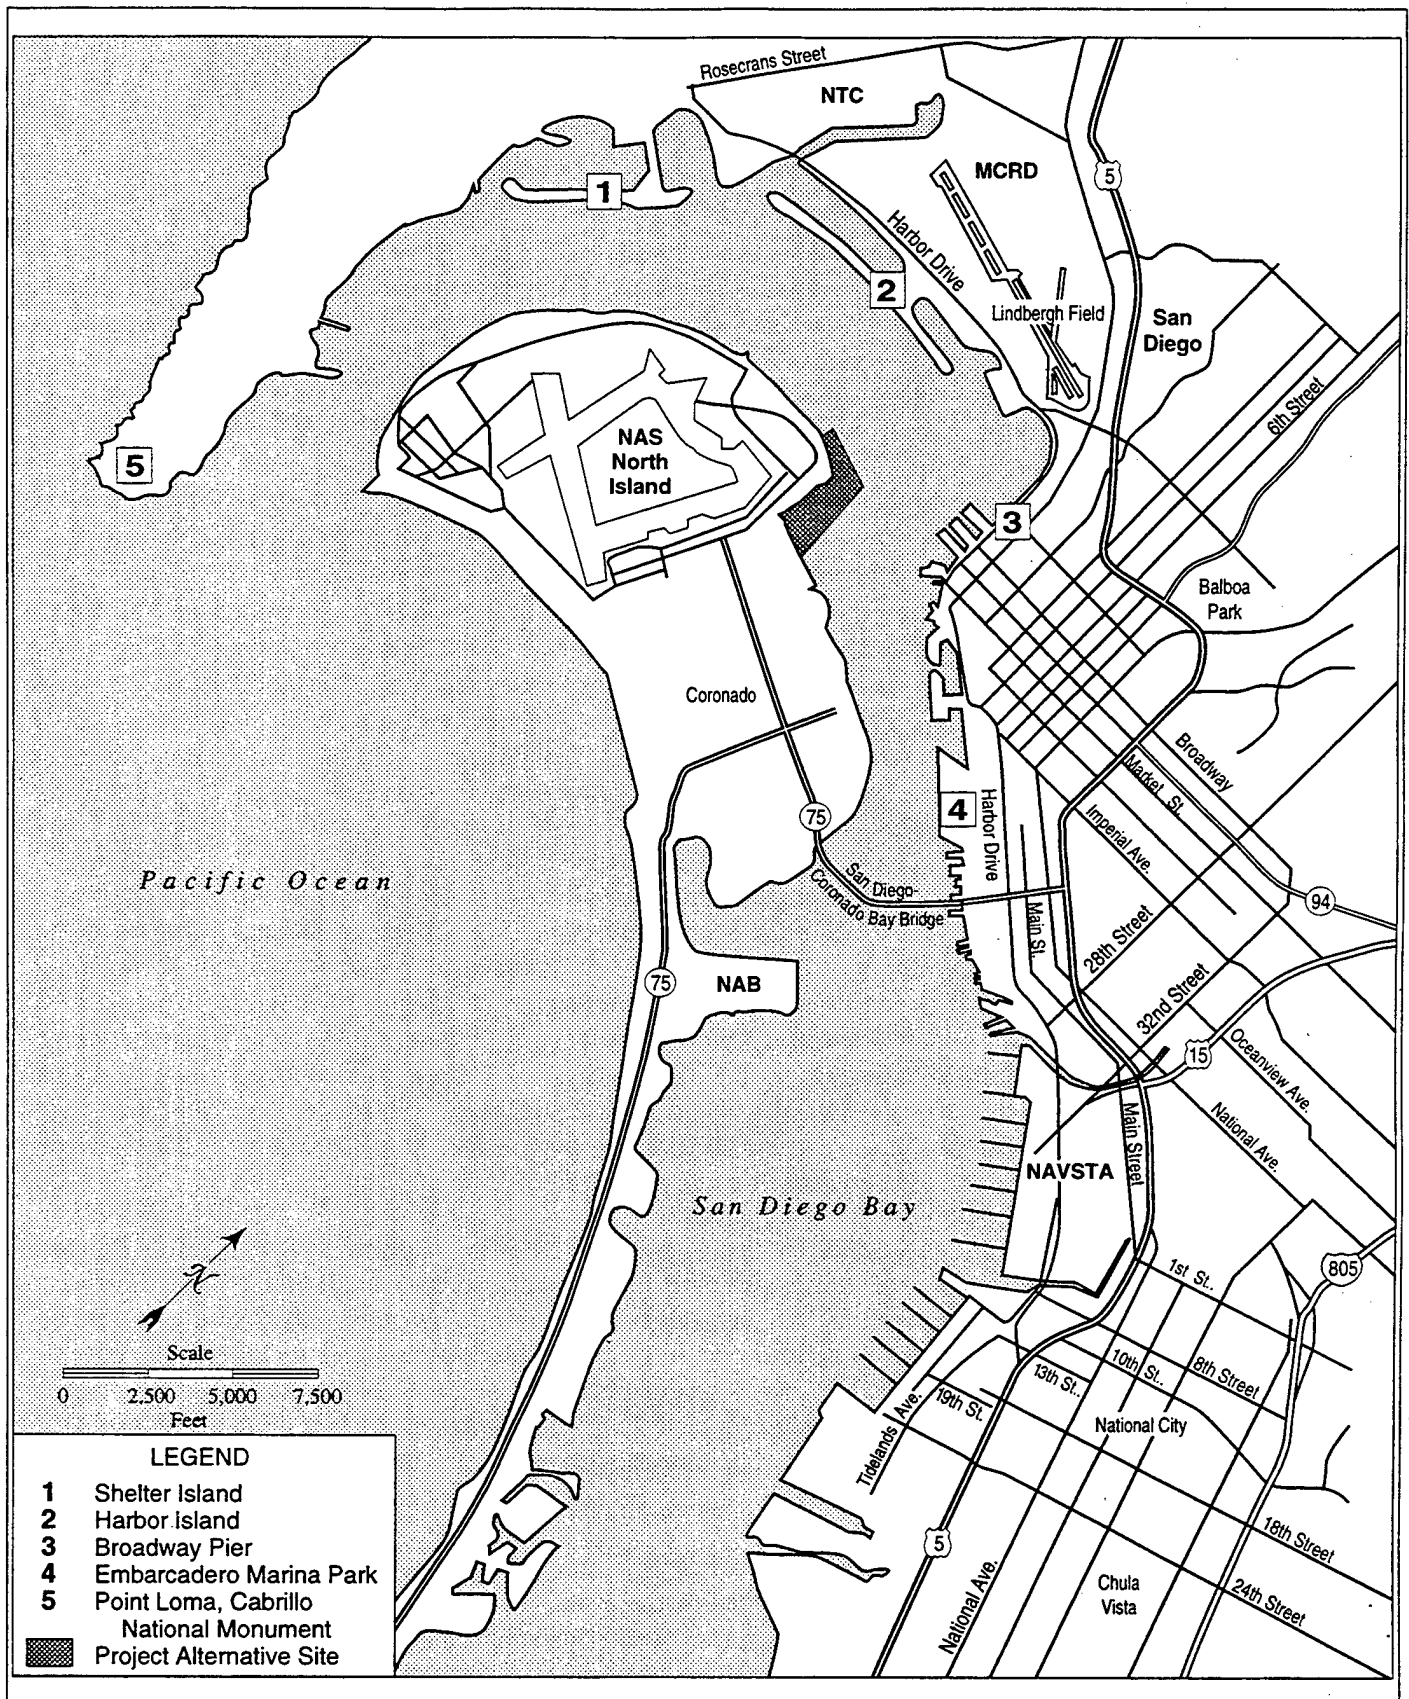 Rosecrans Street
NTC
MCRD
5
1
Harbor Drive
2
Lindbergh Field
San
Diego
6th Street
NAS
North
Island
5
3
Balboa
Park
Coronado
Broadway
Market St.
Imperial Ave.
4
Harbor Drive
75
San Diego-
Coronado Bay Bridge
Pacific Ocean
94
Main St.
28th Street
32nd Street
75
NAB
15
Oceanview Ave.
National Ave.
Main Street
NAVSTA
San Diego Bay
805
1st St..
N
Scale
0 2,500 5,000 7,500
Feet
8th Street
10th St..
13th St..
19th St.
Tidelands Ave.
National City
18th Street
24th Street
5
National Ave.
Chula
Vista
LEGEND
1 Shelter Island
2 Harbor Island
3 Broadway Pier
4 Embarcadero Marina Park
5 Point Loma, Cabrillo
National Monument
Project Alternative Site